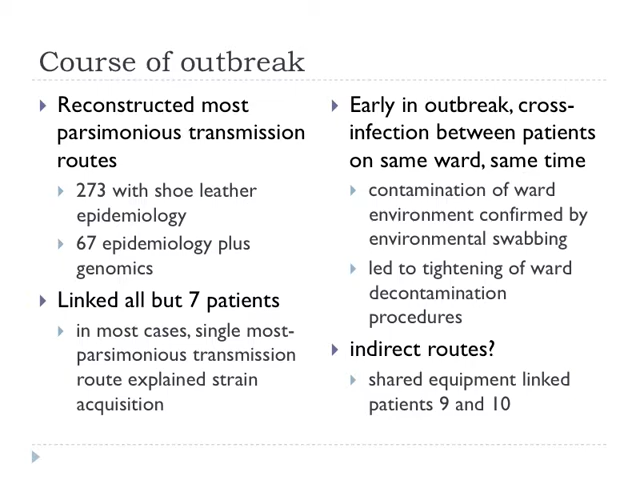 Course of outbreak
Reconstructed most
parsimonious transmission
routes
273 with shoe leather
epidemiology
67 epidemiology plus
genomics
Linked all but 7 patients
in most cases, single most-
parsimonious transmission
route explained strain
acquisition
Early in outbreak, cross-
infection between patients
on same ward, same time
contamination of ward
environment confirmed by
environmental swabbing
led to tightening of ward
decontamination
procedures
indirect routes?
shared equipment linked
patients 9 and 10